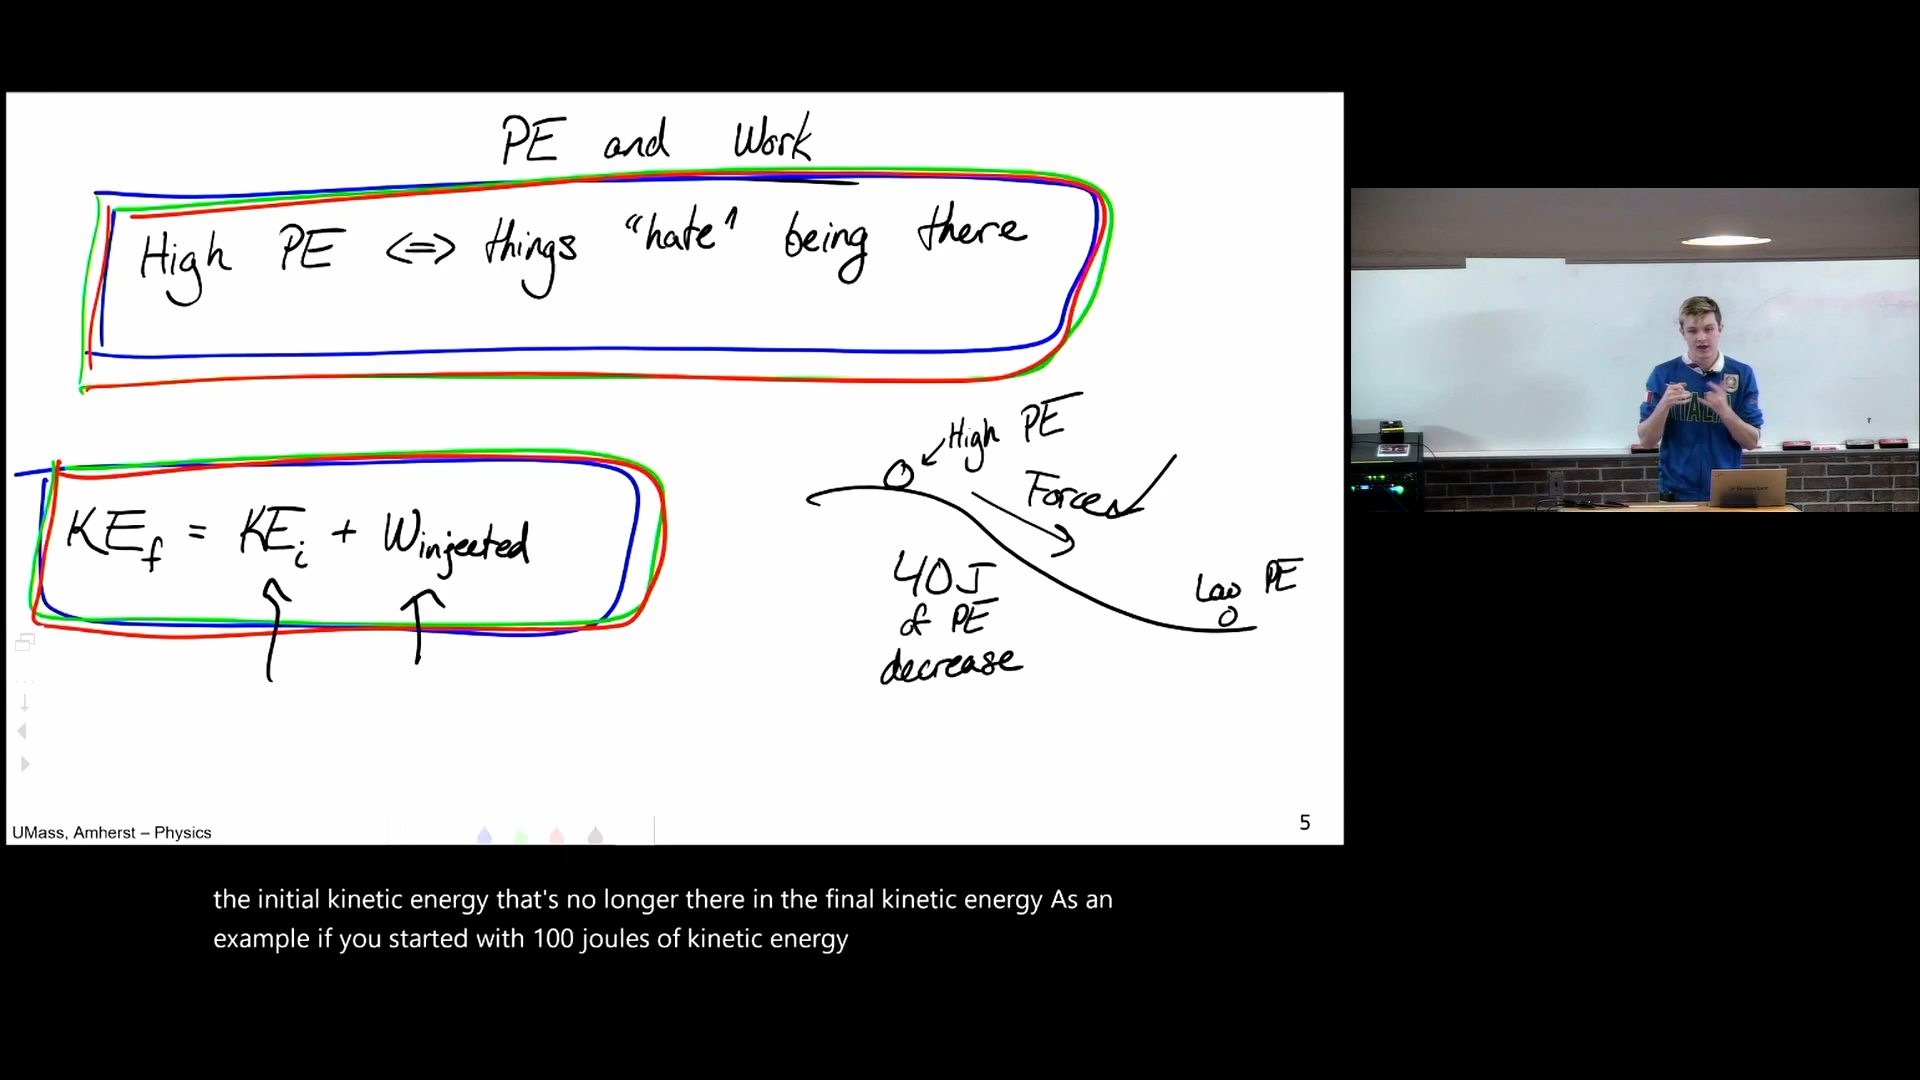 PE and Work
High PE <=> things "hate" being there
KEf = KEi + Winjected
High PE
Force
40J
of PE
decrease
Low PE
UMass, Amherst – Physics
5
ITALIA
the initial kinetic energy that's no longer there in the final kinetic energy As an
example if you started with 100 joules of kinetic energy